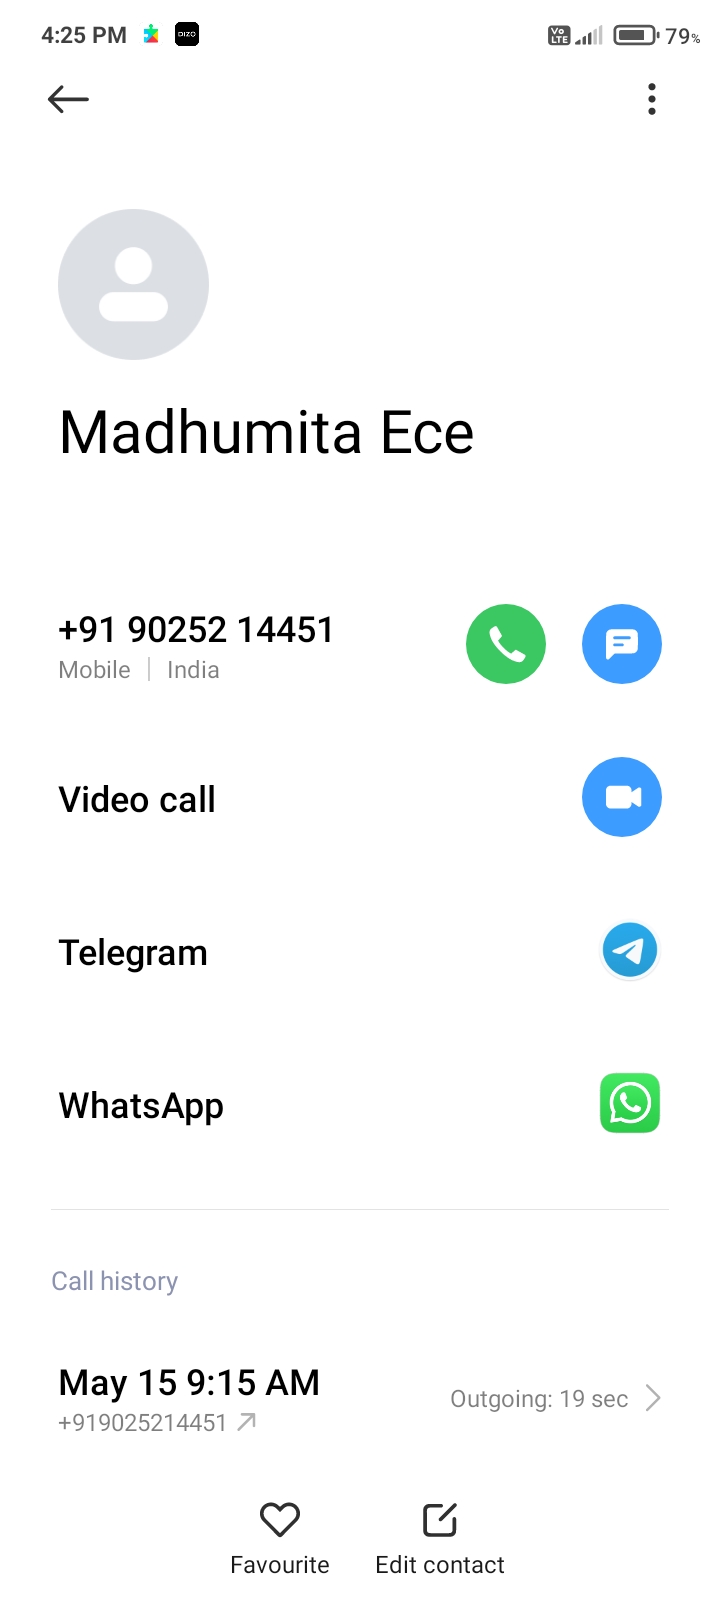 4:25 PM DIZO Vo LTE 79%
Madhumita Ece
+91 90252 14451
Mobile | India
Video call
Telegram
WhatsApp
Call history
May 15 9:15 AM
Outgoing: 19 sec
+919025214451
Favourite Edit contact